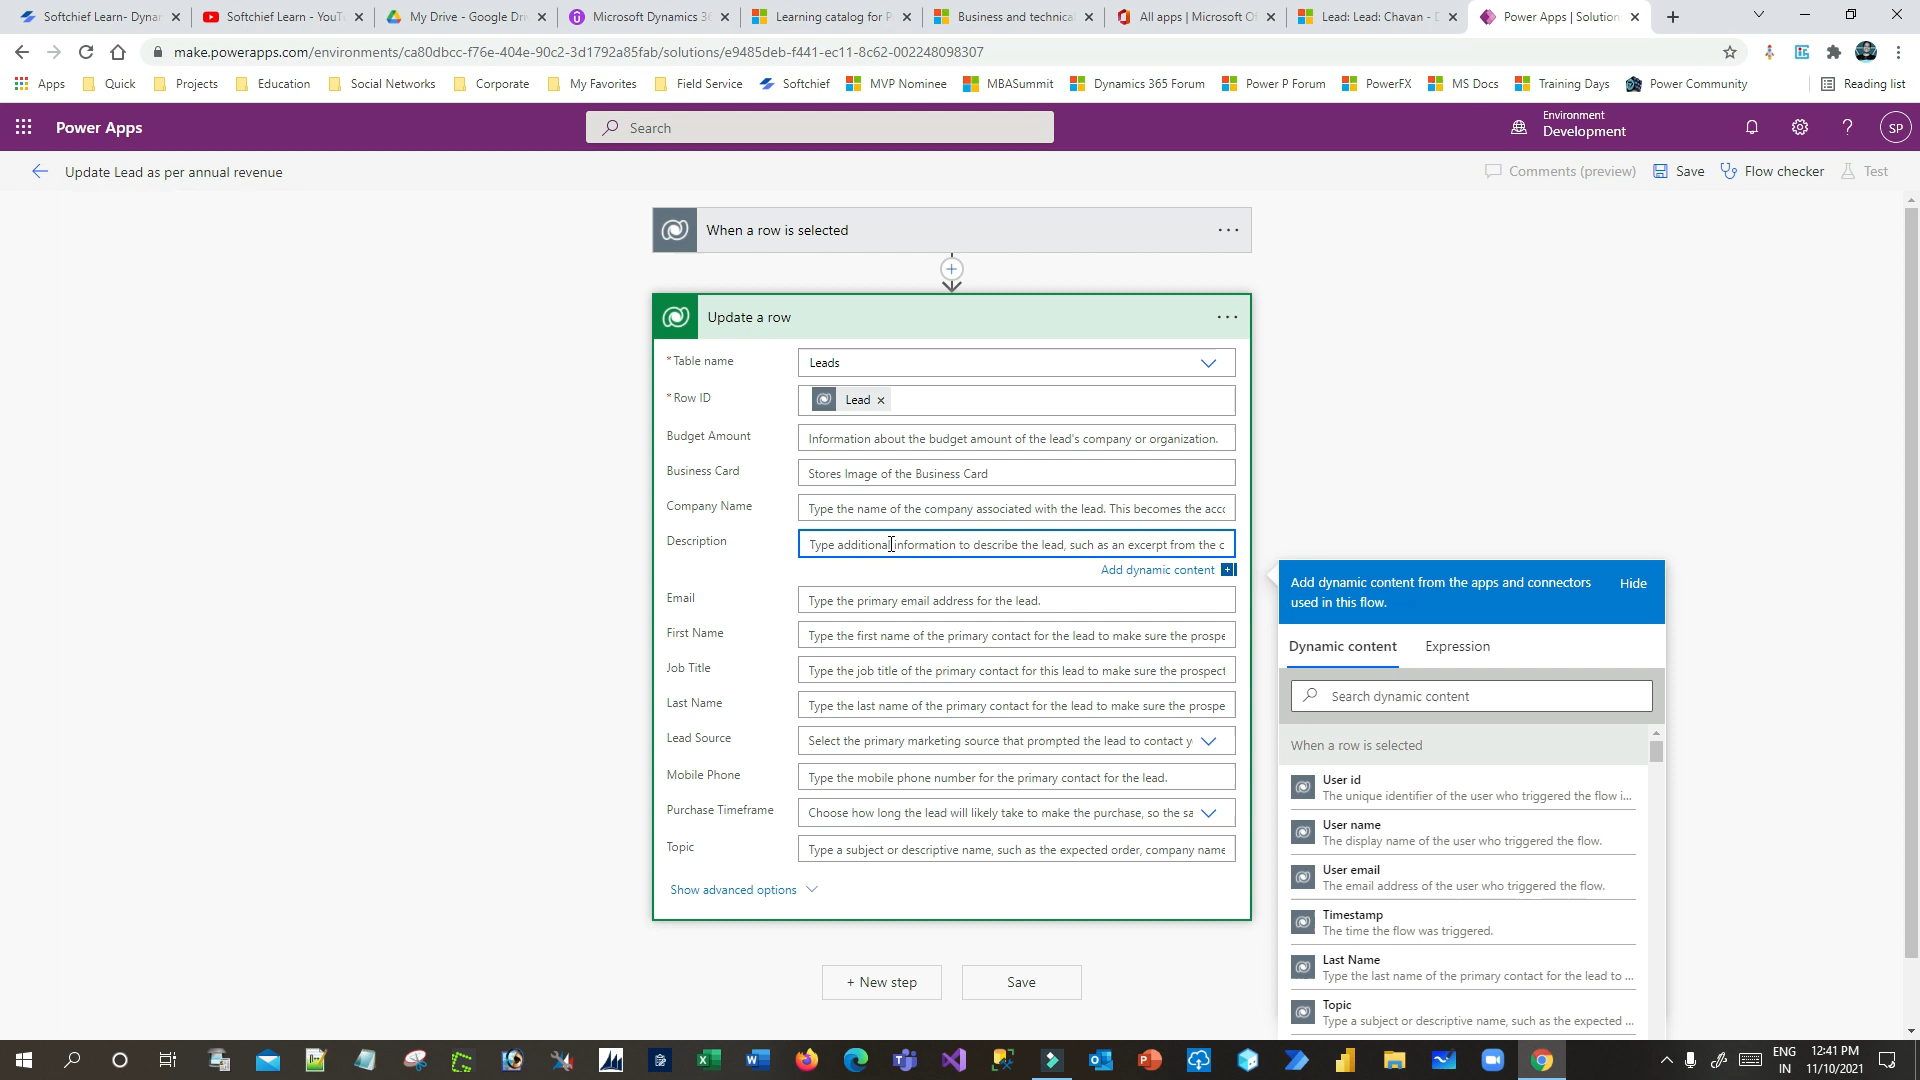 Softchief Learn- Dynam
Softchief Learn - YouT
My Drive - Google Dri
Microsoft Dynamics 36
Learning catalog for P
Business and technica
All apps | Microsoft O
Lead: Lead: Chavan - D
Power Apps | Solution
make.powerapps.com/environments/ca80dbcc-f76e-404e-90c2-3d1792a85fab/solutions/e9485deb-f441-ec11-8c62-002248098307
Apps
Quick
Projects
Education
Social Networks
Corporate
My Favorites
Field Service
Softchief
MVP Nominee
MBASummit
Dynamics 365 Forum
Power P Forum
PowerFX
MS Docs
Training Days
Power Community
Reading list
Power Apps
Search
Environment
Development
SP
Update Lead as per annual revenue
Comments (preview)
Save
Flow checker
Test
When a row is selected
Update a row
* Table name
Leads
* Row ID
Lead
Budget Amount
Information about the budget amount of the lead's company or organization.
Business Card
Stores Image of the Business Card
Company Name
Type the name of the company associated with the lead. This becomes the acco
Description
Type additional information to describe the lead, such as an excerpt from the c
Add dynamic content
Email
Type the primary email address for the lead.
First Name
Type the first name of the primary contact for the lead to make sure the prospe
Job Title
Type the job title of the primary contact for this lead to make sure the prospect
Last Name
Type the last name of the primary contact for the lead to make sure the prospe
Lead Source
Select the primary marketing source that prompted the lead to contact y
Mobile Phone
Type the mobile phone number for the primary contact for the lead.
Purchase Timeframe
Choose how long the lead will likely take to make the purchase, so the sa
Topic
Type a subject or descriptive name, such as the expected order, company name
Show advanced options
+ New step
Save
Add dynamic content from the apps and connectors
used in this flow.
Hide
Dynamic content
Expression
Search dynamic content
When a row is selected
User id
The unique identifier of the user who triggered the flow i...
User name
The display name of the user who triggered the flow.
User email
The email address of the user who triggered the flow.
Timestamp
The time the flow was triggered.
Last Name
Type the last name of the primary contact for the lead to ...
Topic
Type a subject or descriptive name, such as the expected ...
ENG
IN
12:41 PM
11/10/2021